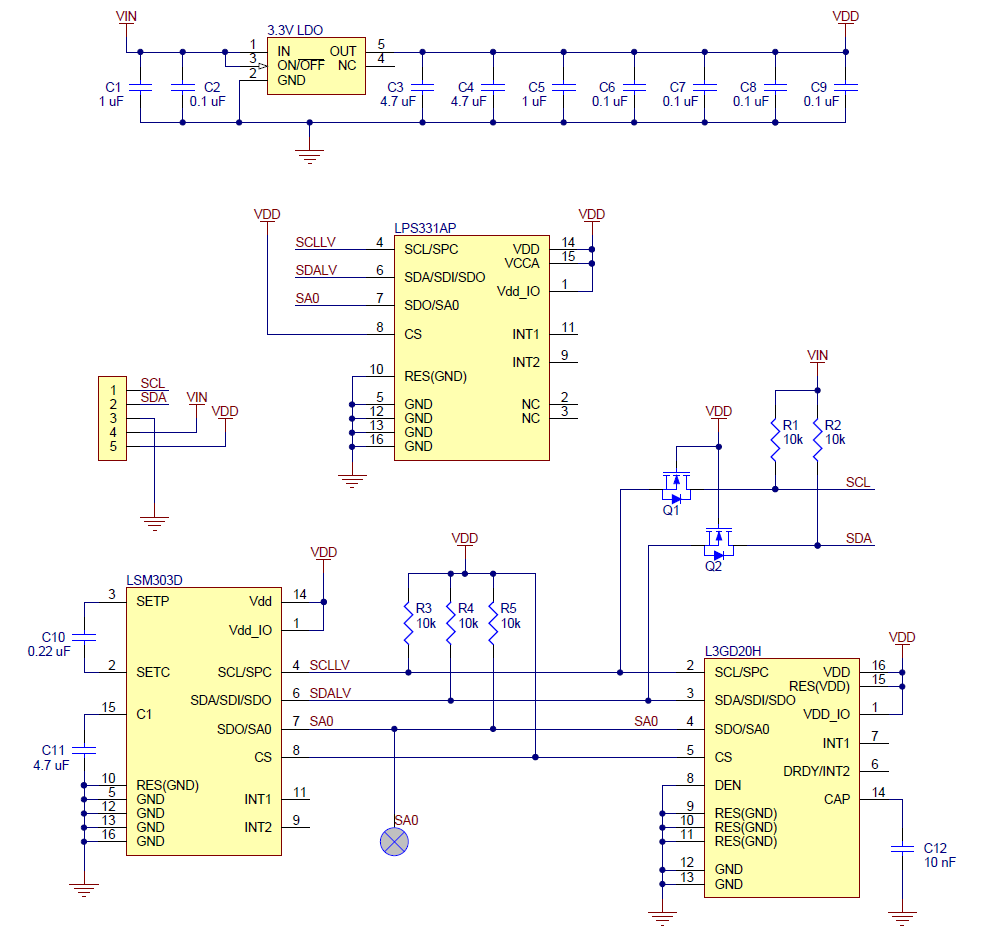 VIN
3.3V LDO
VDD
1 IN OUT 5
3 ON/OFF NC 4
2 GND
C1
1 uF
C2
0.1 uF
C3
4.7 uF
C4
4.7 uF
C5
1 uF
C6
0.1 uF
C7
0.1 uF
C8
0.1 uF
C9
0.1 uF
VDD
LPS331AP
VDD
SCLLV 4 SCL/SPC VDD 14
VCCA 15
SDALV 6 SDA/SDI/SDO
Vdd_IO 1
SA0 7 SDO/SA0
8 CS INT1 11
INT2 9
10 RES(GND)
5 GND NC 2
12 GND NC 3
13 GND
16 GND
1 SCL
2 SDA
3
4 VIN
5 VDD
VIN
VDD
R1
10k
R2
10k
SCL
Q1
SDA
Q2
VDD
VDD
LSM303D
3 SETP Vdd 14
Vdd_IO 1
C10
0.22 uF
2 SETC SCL/SPC 4 SCLLV
SDA/SDI/SDO 6 SDALV
15 C1
SDO/SA0 7 SA0
C11
4.7 uF
CS 8
10 RES(GND)
5 GND INT1 11
12 GND
13 GND INT2 9
16 GND
R3
10k
R4
10k
R5
10k
SA0
SA0
VDD
L3GD20H
2 SCL/SPC VDD 16
RES(VDD) 15
3 SDA/SDI/SDO
VDD_IO 1
4 SDO/SA0
INT1 7
5 CS
DRDY/INT2 6
8 DEN
CAP 14
9 RES(GND)
10 RES(GND)
11 RES(GND)
12 GND
13 GND
C12
10 nF